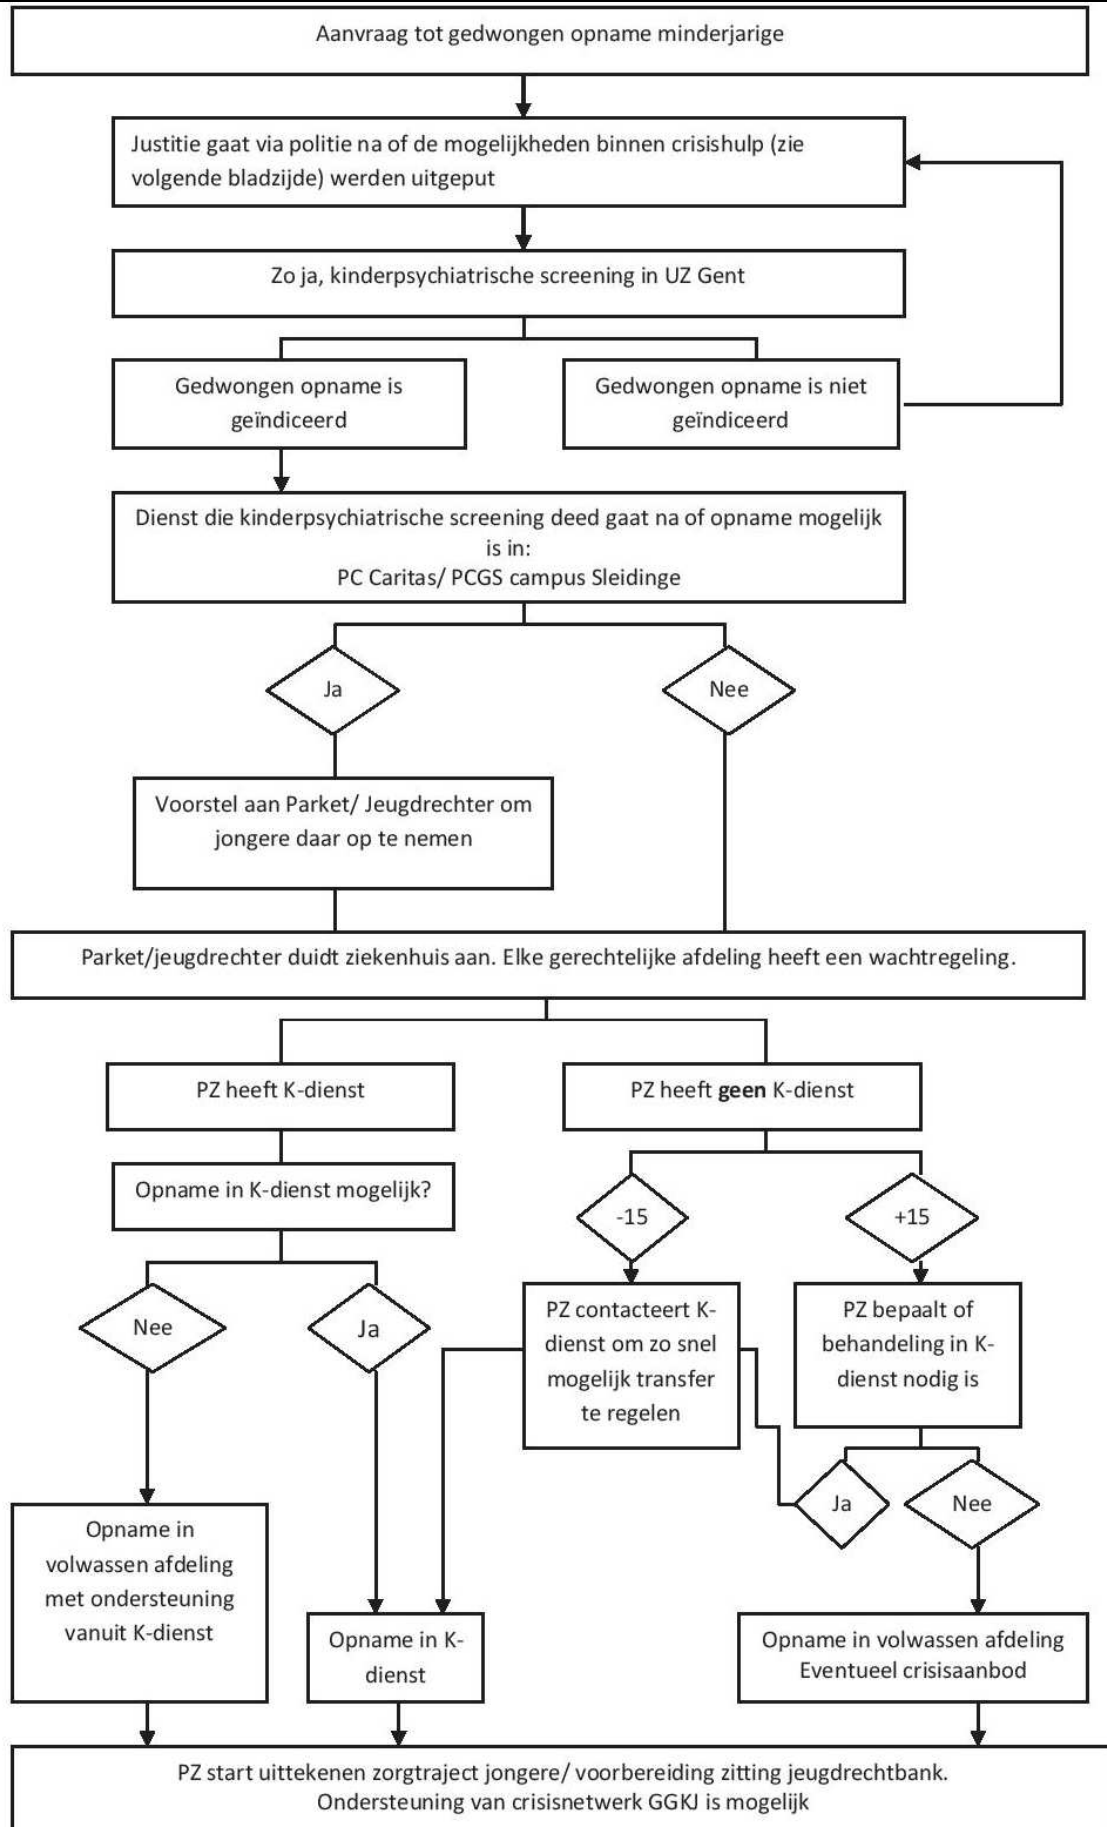 Aanvraag tot gedwongen opname minderjarige
Justitie gaat via politie na of de mogelijkheden binnen crisishulp (zie
volgende bladzijde) werden uitgeput
Zo ja, kinderpsychiatrische screening in UZ Gent
Gedwongen opname is
geïndiceerd
Gedwongen opname is niet
geïndiceerd
Dienst die kinderpsychiatrische screening deed gaat na of opname mogelijk
is in:
PC Caritas/ PCGS campus Sleidinge
Ja
Nee
Voorstel aan Parket/ Jeugdrechter om
jongere daar op te nemen
Parket/jeugdrechter duidt ziekenhuis aan. Elke gerechtelijke afdeling heeft een wachtregeling.
PZ heeft K-dienst
PZ heeft geen K-dienst
Opname in K-dienst mogelijk?
-15
+15
Nee
Ja
PZ contacteert K-
dienst om zo snel
mogelijk transfer
te regelen
PZ bepaalt of
behandeling in K-
dienst nodig is
Ja
Nee
Opname in
volwassen afdeling
met ondersteuning
vanuit K-dienst
Opname in K-
dienst
Opname in volwassen afdeling
Eventueel crisisaanbod
PZ start uittekenen zorgtraject jongere/ voorbereiding zitting jeugdrechtbank.
Ondersteuning van crisisnetwerk GGKJ is mogelijk